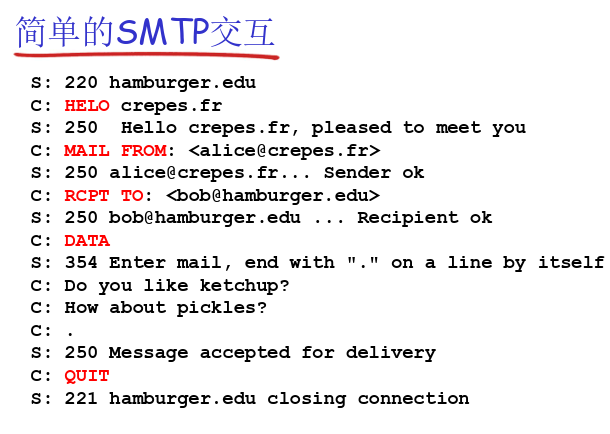 简单的SMTP交互
S: 220 hamburger.edu
C: HELO crepes.fr
S: 250  Hello crepes.fr, pleased to meet you
C: MAIL FROM: <alice@crepes.fr>
S: 250 alice@crepes.fr... Sender ok
C: RCPT TO: <bob@hamburger.edu>
S: 250 bob@hamburger.edu ... Recipient ok
C: DATA
S: 354 Enter mail, end with "." on a line by itself
C: Do you like ketchup?
C: How about pickles?
C: .
S: 250 Message accepted for delivery
C: QUIT
S: 221 hamburger.edu closing connection